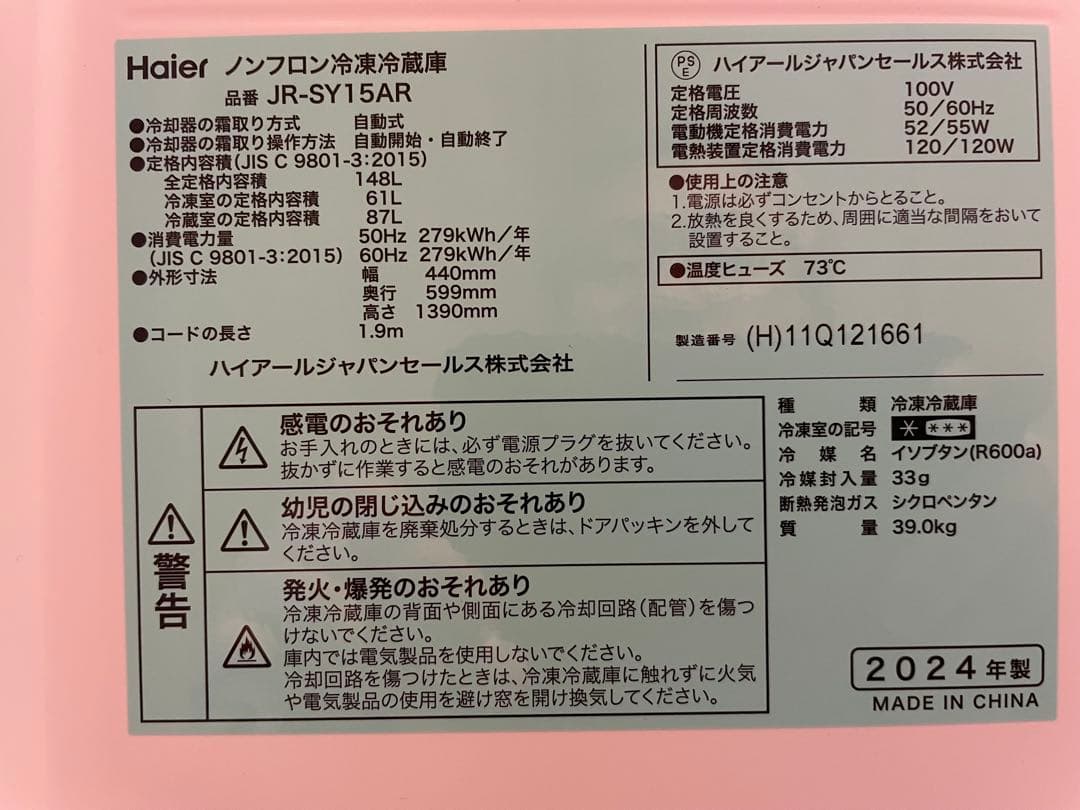 Haier ノンフロン冷凍冷蔵庫
品番 JR-SY15AR
●冷却器の霜取り方式 自動式
●冷却器の霜取り操作方法 自動開始・自動終了
●定格内容積(JIS C 9801-3:2015)
全定格内容積 148L
冷凍室の定格内容積 61L
冷蔵室の定格内容積 87L
●消費電力量 50Hz 279kWh/年
(JIS C 9801-3:2015) 60Hz 279kWh/年
●外形寸法 幅 440mm
奥行 599mm
高さ 1390mm
●コードの長さ 1.9m
ハイアールジャパンセールス株式会社
PSE ハイアールジャパンセールス株式会社
定格電圧 100V
定格周波数 50/60Hz
電動機定格消費電力 52/55W
電熱装置定格消費電力 120/120W
●使用上の注意
1.電源は必ずコンセントからとること。
2.放熱を良くするため、周囲に適当な間隔をおいて
設置すること。
●温度ヒューズ 73℃
製造番号 (H)11Q121661
警告
感電のおそれあり
お手入れのときには、必ず電源プラグを抜いてください。
抜かずに作業すると感電のおそれがあります。
幼児の閉じ込みのおそれあり
冷凍冷蔵庫を廃棄処分するときは、ドアパッキンを外して
ください。
発火・爆発のおそれあり
冷凍冷蔵庫の背面や側面にある冷却回路(配管)を傷つ
けないでください。
庫内では電気製品を使用しないでください。
冷却回路を傷つけたときは、冷凍冷蔵庫に触れずに火気
や電気製品の使用を避け窓を開け換気してください。
種類 冷凍冷蔵庫
冷凍室の記号 * ***
冷媒名 イソブタン(R600a)
冷媒封入量 33g
断熱発泡ガス シクロペンタン
質量 39.0kg
2024年製
MADE IN CHINA